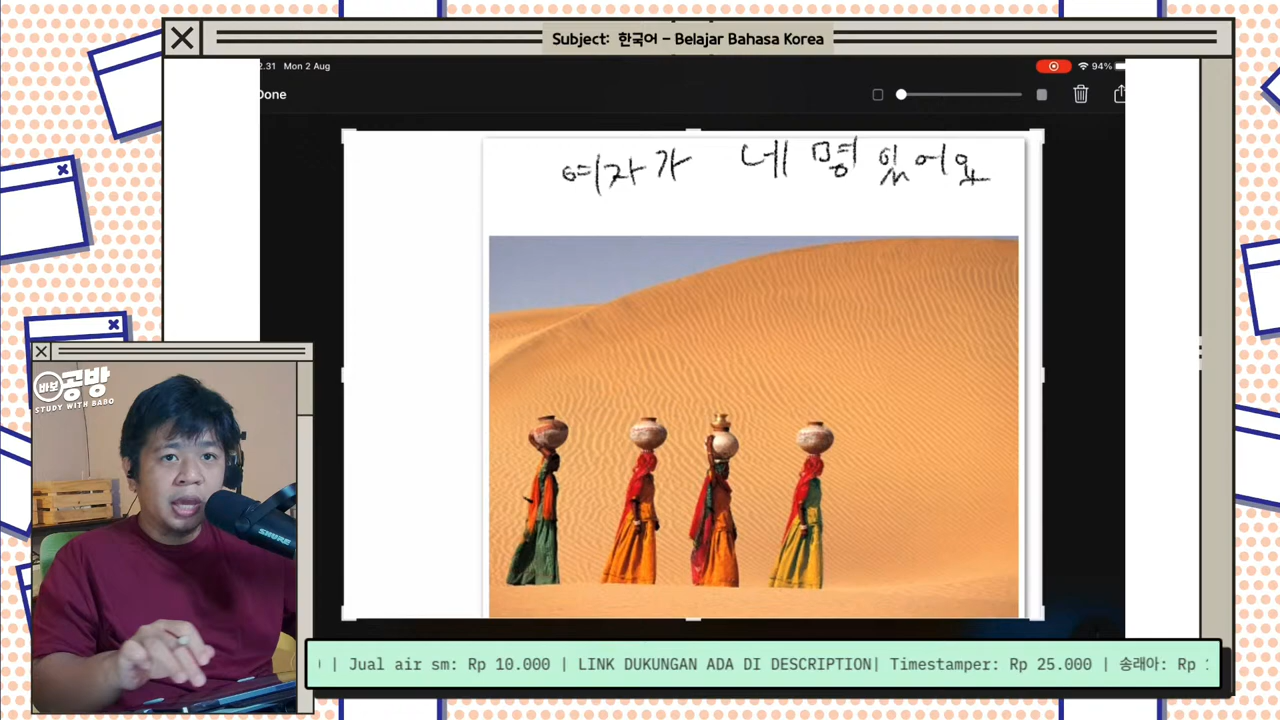 Subject: 한국어 - Belajar Bahasa Korea
2.31 Mon 2 Aug
94%
Done
여자가 네 명 있어요
바보 공방
STUDY WITH BABO
SHURE
| Jual air sm: Rp 10.000 | LINK DUKUNGAN ADA DI DESCRIPTION| Timestamper: Rp 25.000 | 송래아: Rp